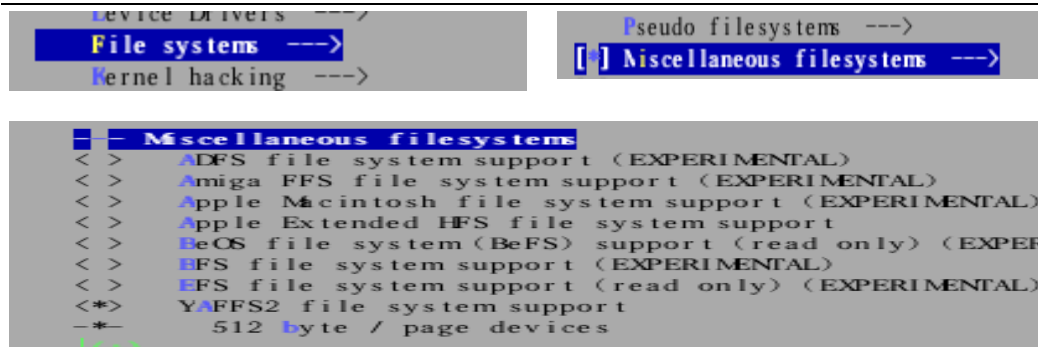 Device Drivers --->
File systems --->
Kernel hacking --->
Pseudo filesystems --->
[*] Miscellaneous filesystems --->
--- Miscellaneous filesystems
< > ADFS file system support (EXPERIMENTAL)
< > Amiga FFS file system support (EXPERIMENTAL)
< > Apple Macintosh file system support (EXPERIMENTAL)
< > Apple Extended HFS file system support
< > BeOS file system (BeFS) support (read only) (EXPER
< > BFS file system support (EXPERIMENTAL)
< > EFS file system support (read only) (EXPERIMENTAL)
<*> YAFFS2 file system support
-*- 512 byte / page devices